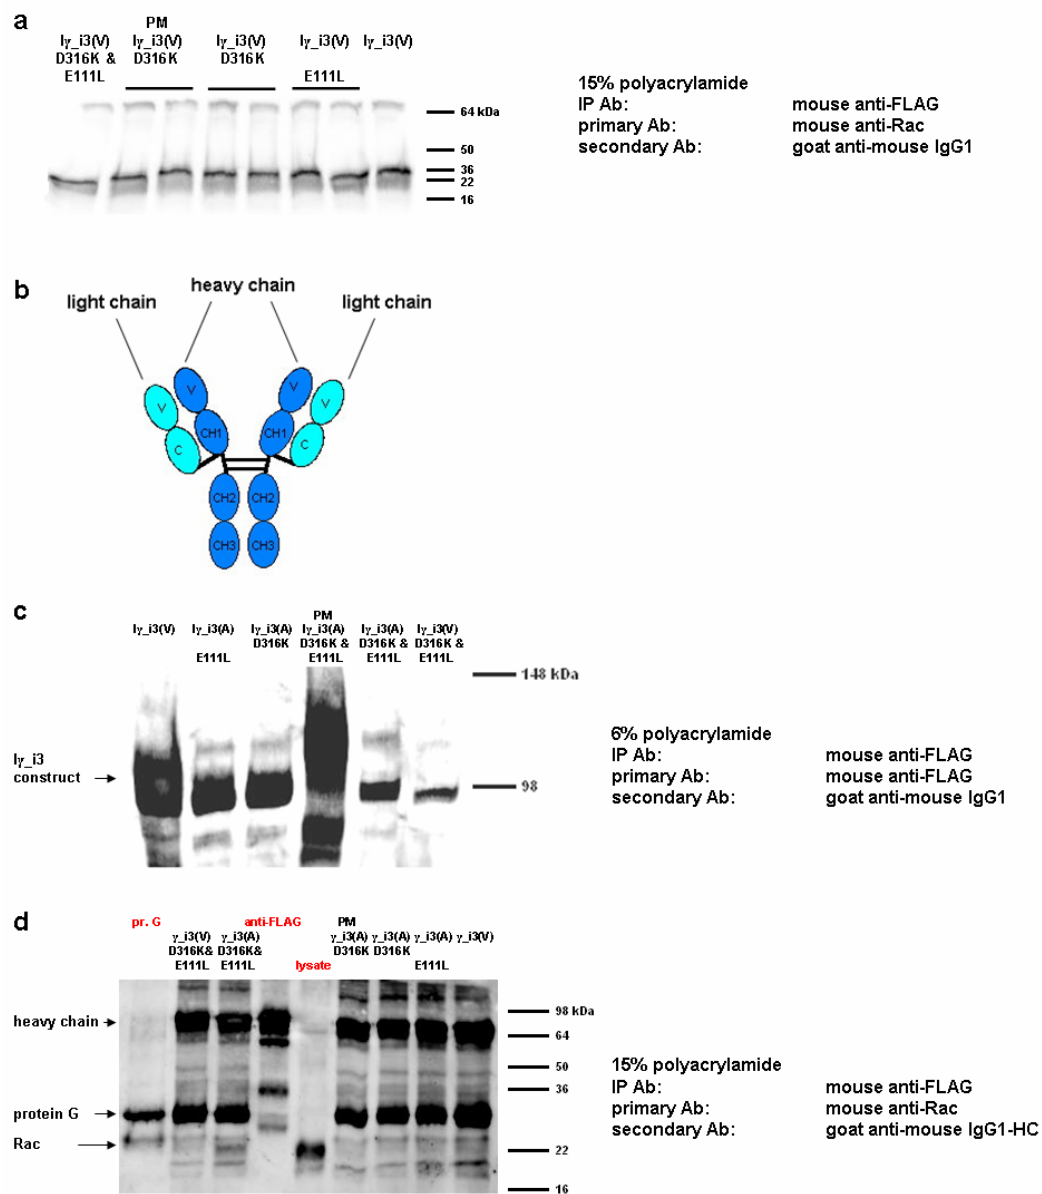 a
PM
Iγ_i3(V) Iγ_i3(V) Iγ_i3(V) Iγ_i3(V) Iγ_i3(V)
D316K & D316K D316K
E111L E111L
64 kDa
50
36
22
16
15% polyacrylamide
IP Ab: mouse anti-FLAG
primary Ab: mouse anti-Rac
secondary Ab: goat anti-mouse IgG1
b
heavy chain
light chain light chain
V V V V
C CH1 CH1 C
CH2 CH2
CH3 CH3
c
PM
Iγ_i3(V) Iγ_i3(A) Iγ_i3(A) Iγ_i3(A) Iγ_i3(A) Iγ_i3(V)
D316K D316K & D316K & D316K &
E111L E111L E111L E111L
148 kDa
98
Iγ_i3
construct
6% polyacrylamide
IP Ab: mouse anti-FLAG
primary Ab: mouse anti-FLAG
secondary Ab: goat anti-mouse IgG1
d
pr. G anti-FLAG PM
γ_i3(V) γ_i3(A) γ_i3(A) γ_i3(A) γ_i3(A) γ_i3(V)
D316K& D316K& D316K D316K
E111L E111L lysate E111L
heavy chain
protein G
Rac
98 kDa
64
50
36
22
16
15% polyacrylamide
IP Ab: mouse anti-FLAG
primary Ab: mouse anti-Rac
secondary Ab: goat anti-mouse IgG1-HC